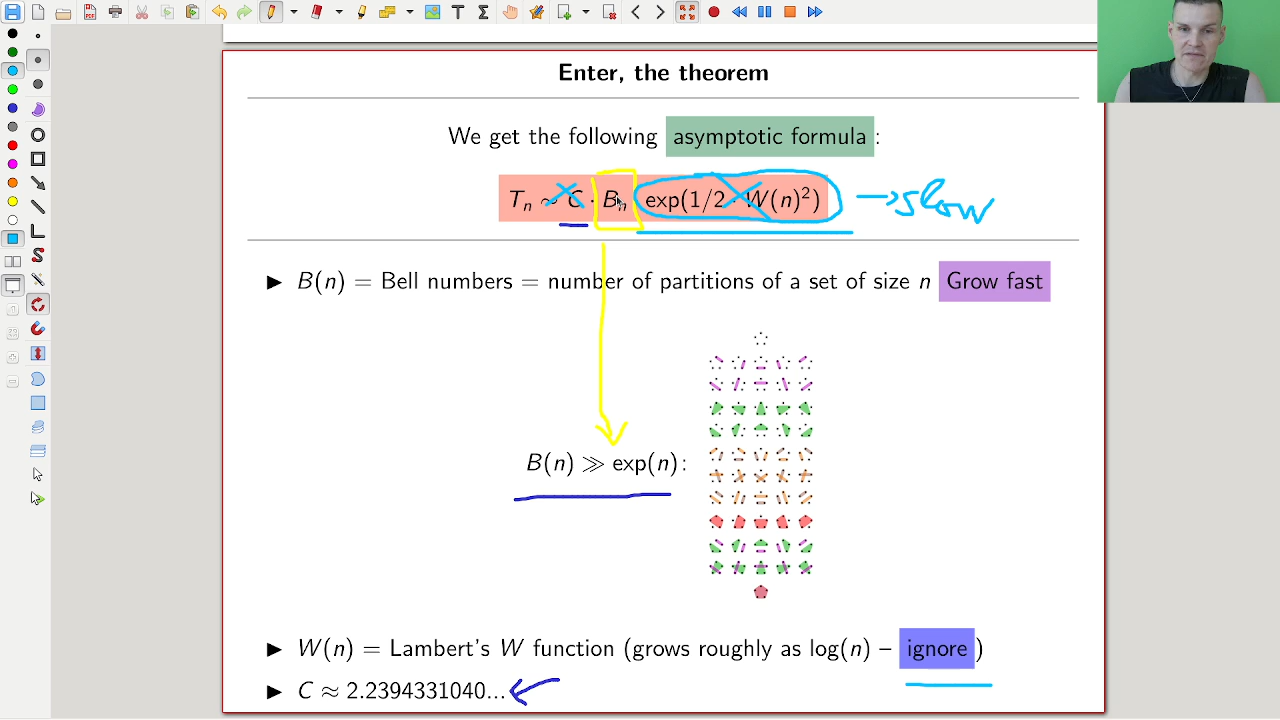 Enter, the theorem
We get the following asymptotic formula:
Tₙ ~ C · Bₙ · exp(1/2 · W(n)²) → slow
▶ B(n) = Bell numbers = number of partitions of a set of size n Grow fast
B(n) ≫ exp(n):
▶ W(n) = Lambert's W function (grows roughly as log(n) – ignore)
▶ C ≈ 2.2394331040...